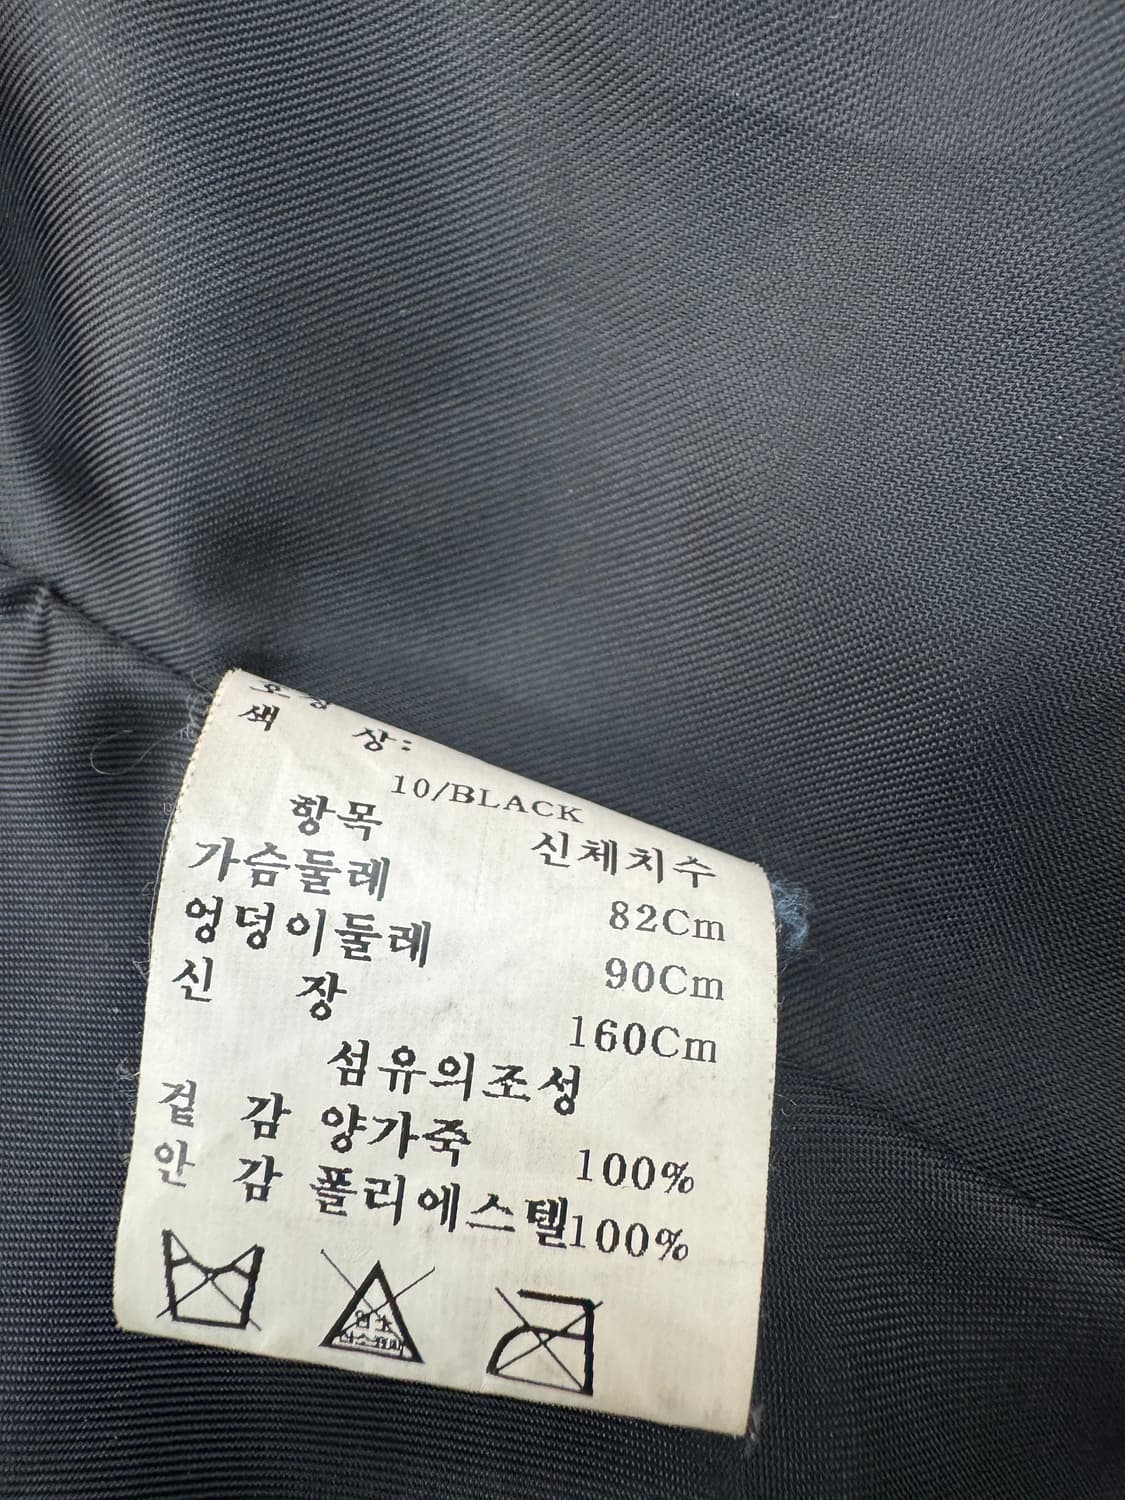 색 상:
10/BLACK
항목 신체치수
가슴둘레 82Cm
엉덩이둘레 90Cm
신 장 160Cm
섬유의조성
겉 감 양가죽 100%
안 감 폴리에스텔100%